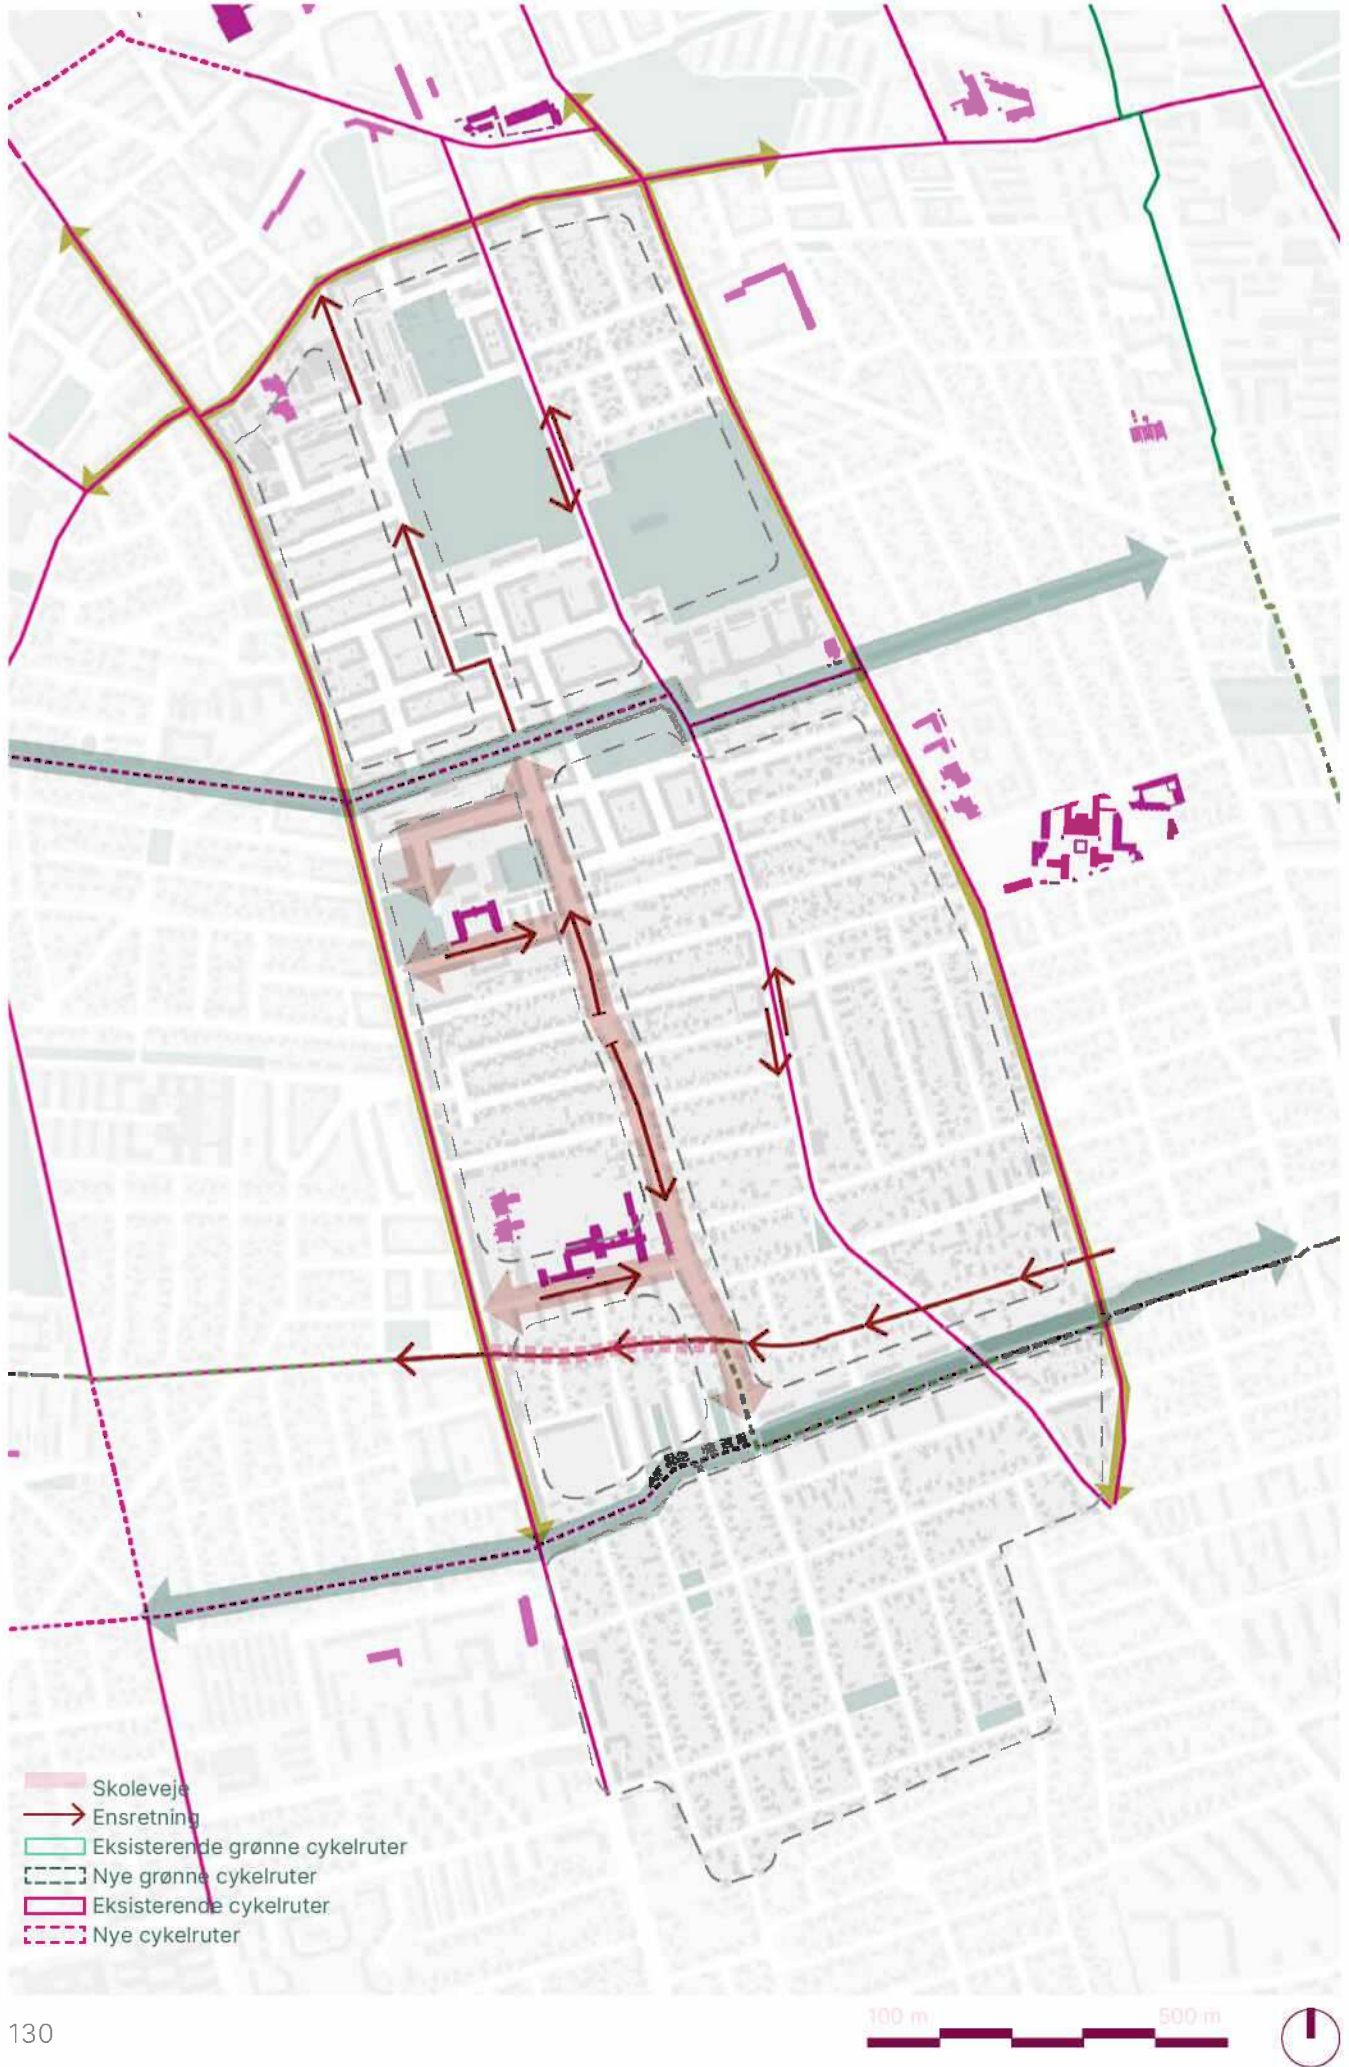 Skoleveje
Ensretning
Eksisterende grønne cykelruter
Nye grønne cykelruter
Eksisterende cykelruter
Nye cykelruter
130
100 m 500 m